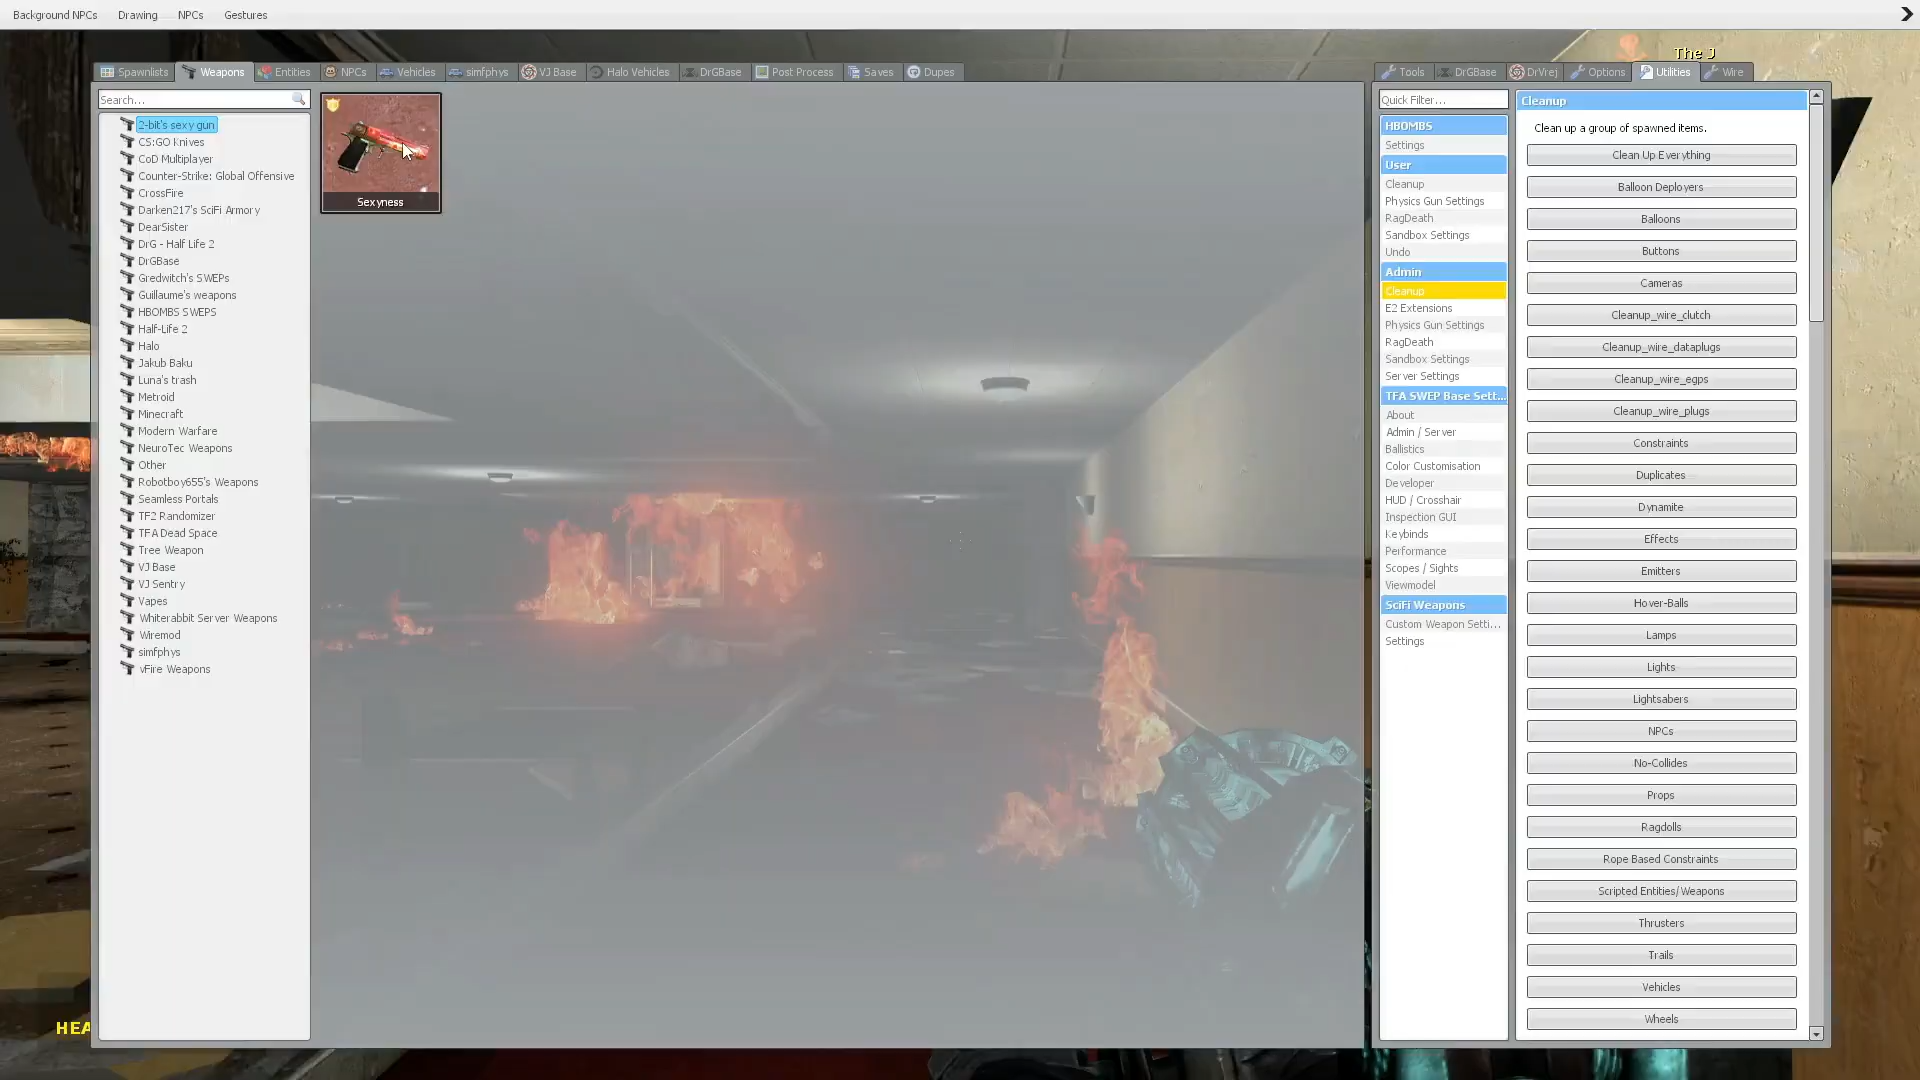 Background NPCs Drawing NPCs Gestures
The J
Spawnlists Weapons Entities NPCs Vehicles simfphys VJ Base Halo Vehicles DrGBase Post Process Saves Dupes
Tools DrGBase DrVrej Options Utilities Wire
Search...
2-bit's sexy gun
CS:GO Knives
CoD Multiplayer
Counter-Strike: Global Offensive
CrossFire
Darken217's SciFi Armory
DearSister
DrG - Half Life 2
DrGBase
Gredwitch's SWEPs
Guillaume's weapons
HBOMBS SWEPS
Half-Life 2
Halo
Jakub Baku
Luna's trash
Metroid
Minecraft
Modern Warfare
NeuroTec Weapons
Other
Robotboy655's Weapons
Seamless Portals
TF2 Randomizer
TFA Dead Space
Tree Weapon
VJ Base
VJ Sentry
Vapes
Whiterabbit Server Weapons
Wiremod
simfphys
vFire Weapons
Sexyness
Quick Filter...
HBOMBS
Settings
User
Cleanup
Physics Gun Settings
RagDeath
Sandbox Settings
Undo
Admin
Cleanup
E2 Extensions
Physics Gun Settings
RagDeath
Sandbox Settings
Server Settings
TFA SWEP Base Sett...
About
Admin / Server
Ballistics
Color Customisation
Developer
HUD / Crosshair
Inspection GUI
Keybinds
Performance
Scopes / Sights
Viewmodel
SciFi Weapons
Custom Weapon Setti...
Settings
Cleanup
Clean up a group of spawned items.
Clean Up Everything
Balloon Deployers
Balloons
Buttons
Cameras
Cleanup_wire_clutch
Cleanup_wire_dataplugs
Cleanup_wire_egps
Cleanup_wire_plugs
Constraints
Duplicates
Dynamite
Effects
Emitters
Hover-Balls
Lamps
Lights
Lightsabers
NPCs
No-Collides
Props
Ragdolls
Rope Based Constraints
Scripted Entities/Weapons
Thrusters
Trails
Vehicles
Wheels
HEA